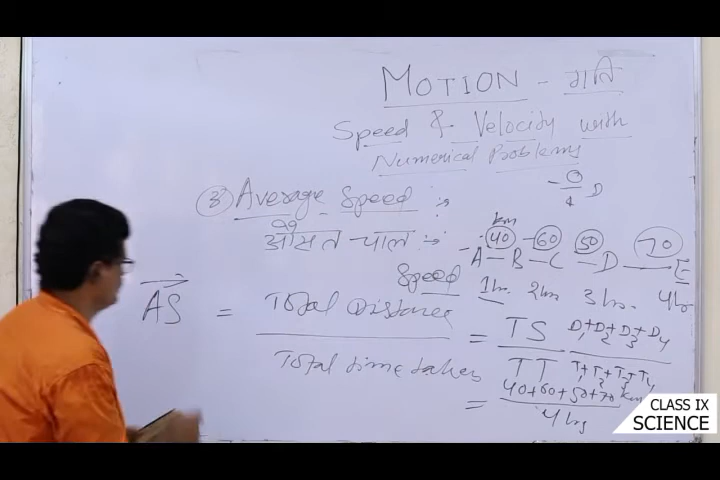 MOTION - गति
Speed & Velocity with
Numerical Problems
③ Average Speed :-
औसत चाल :-
km
40 60 50 70
A — B — C — D — E
Speed 1hr. 2hr 3hr. 4hr
AS = Total Distance / Total time taken = TS / TT D₁+D₂+D₃+D₄ / T₁+T₂+T₃+T₄
= 40+60+50+70 km / 4 hrs
CLASS IX
SCIENCE